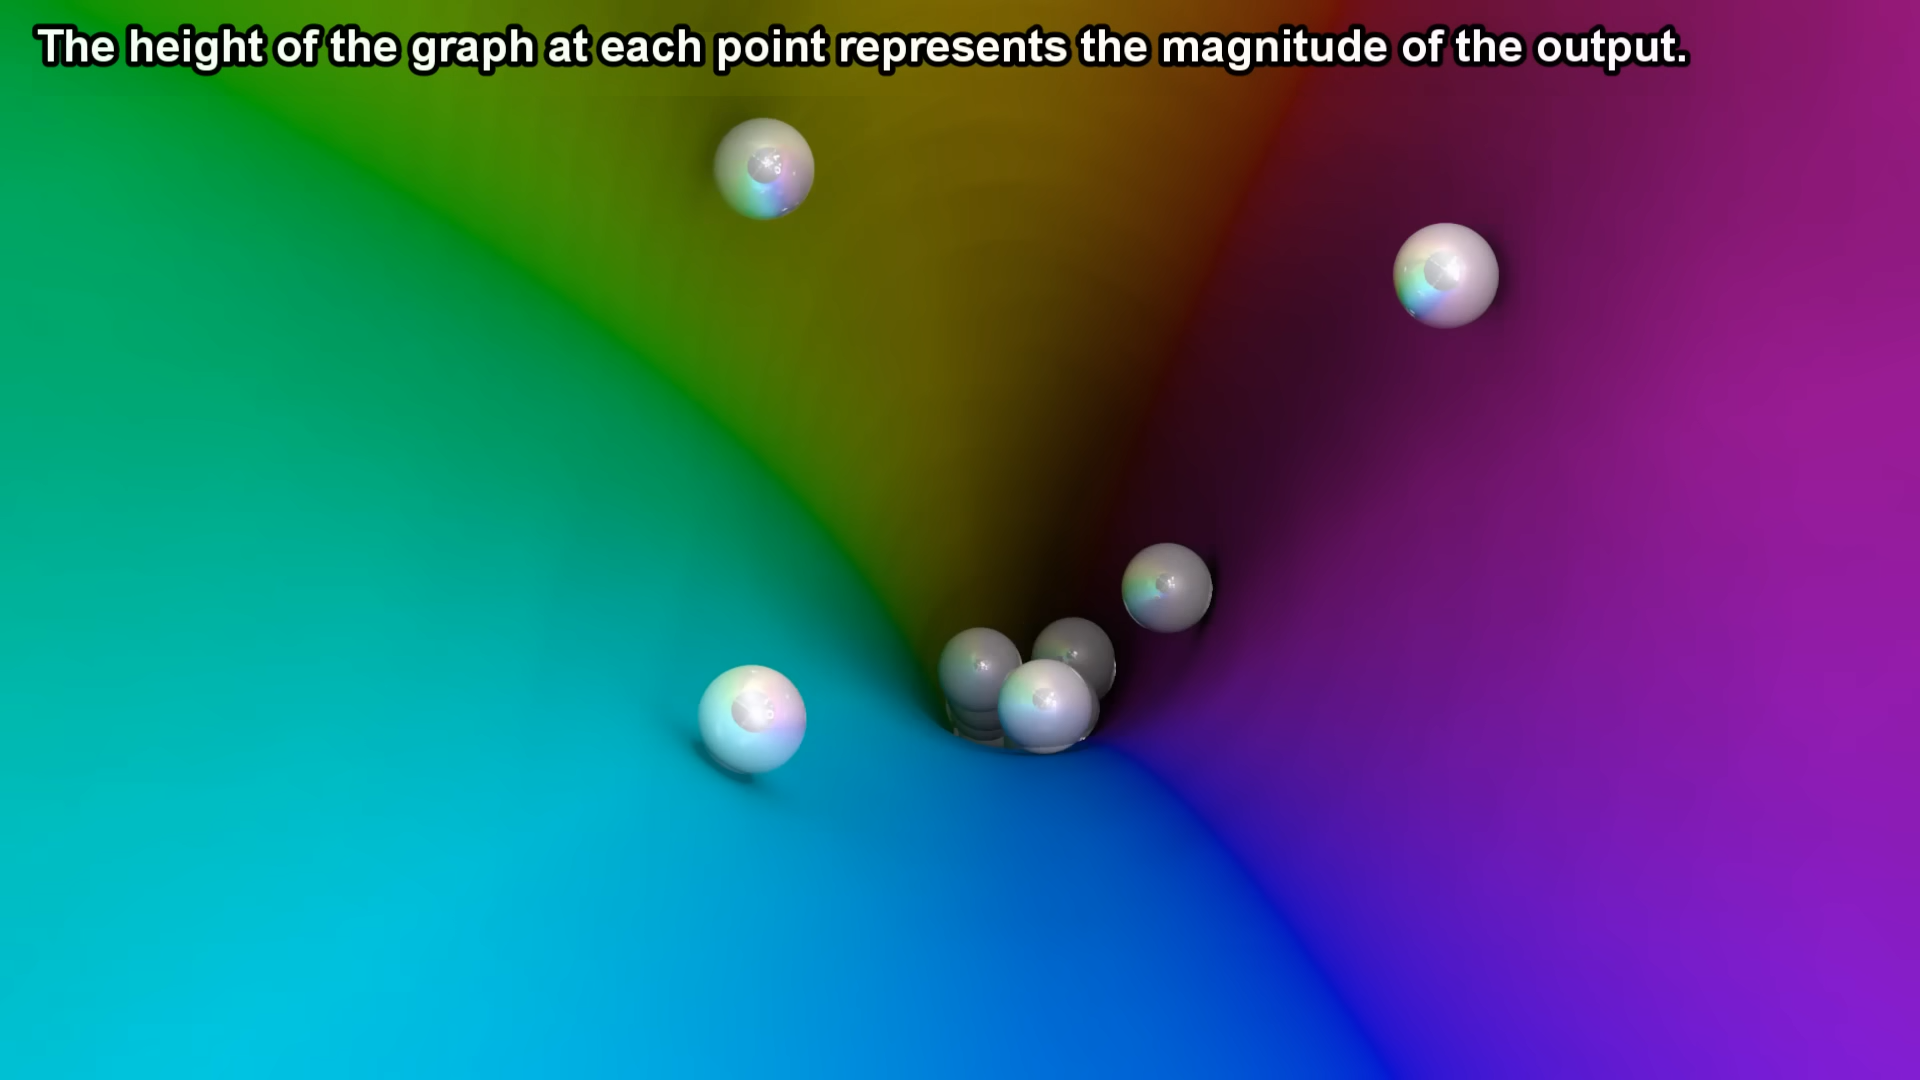 The height of the graph at each point represents the magnitude of the output.